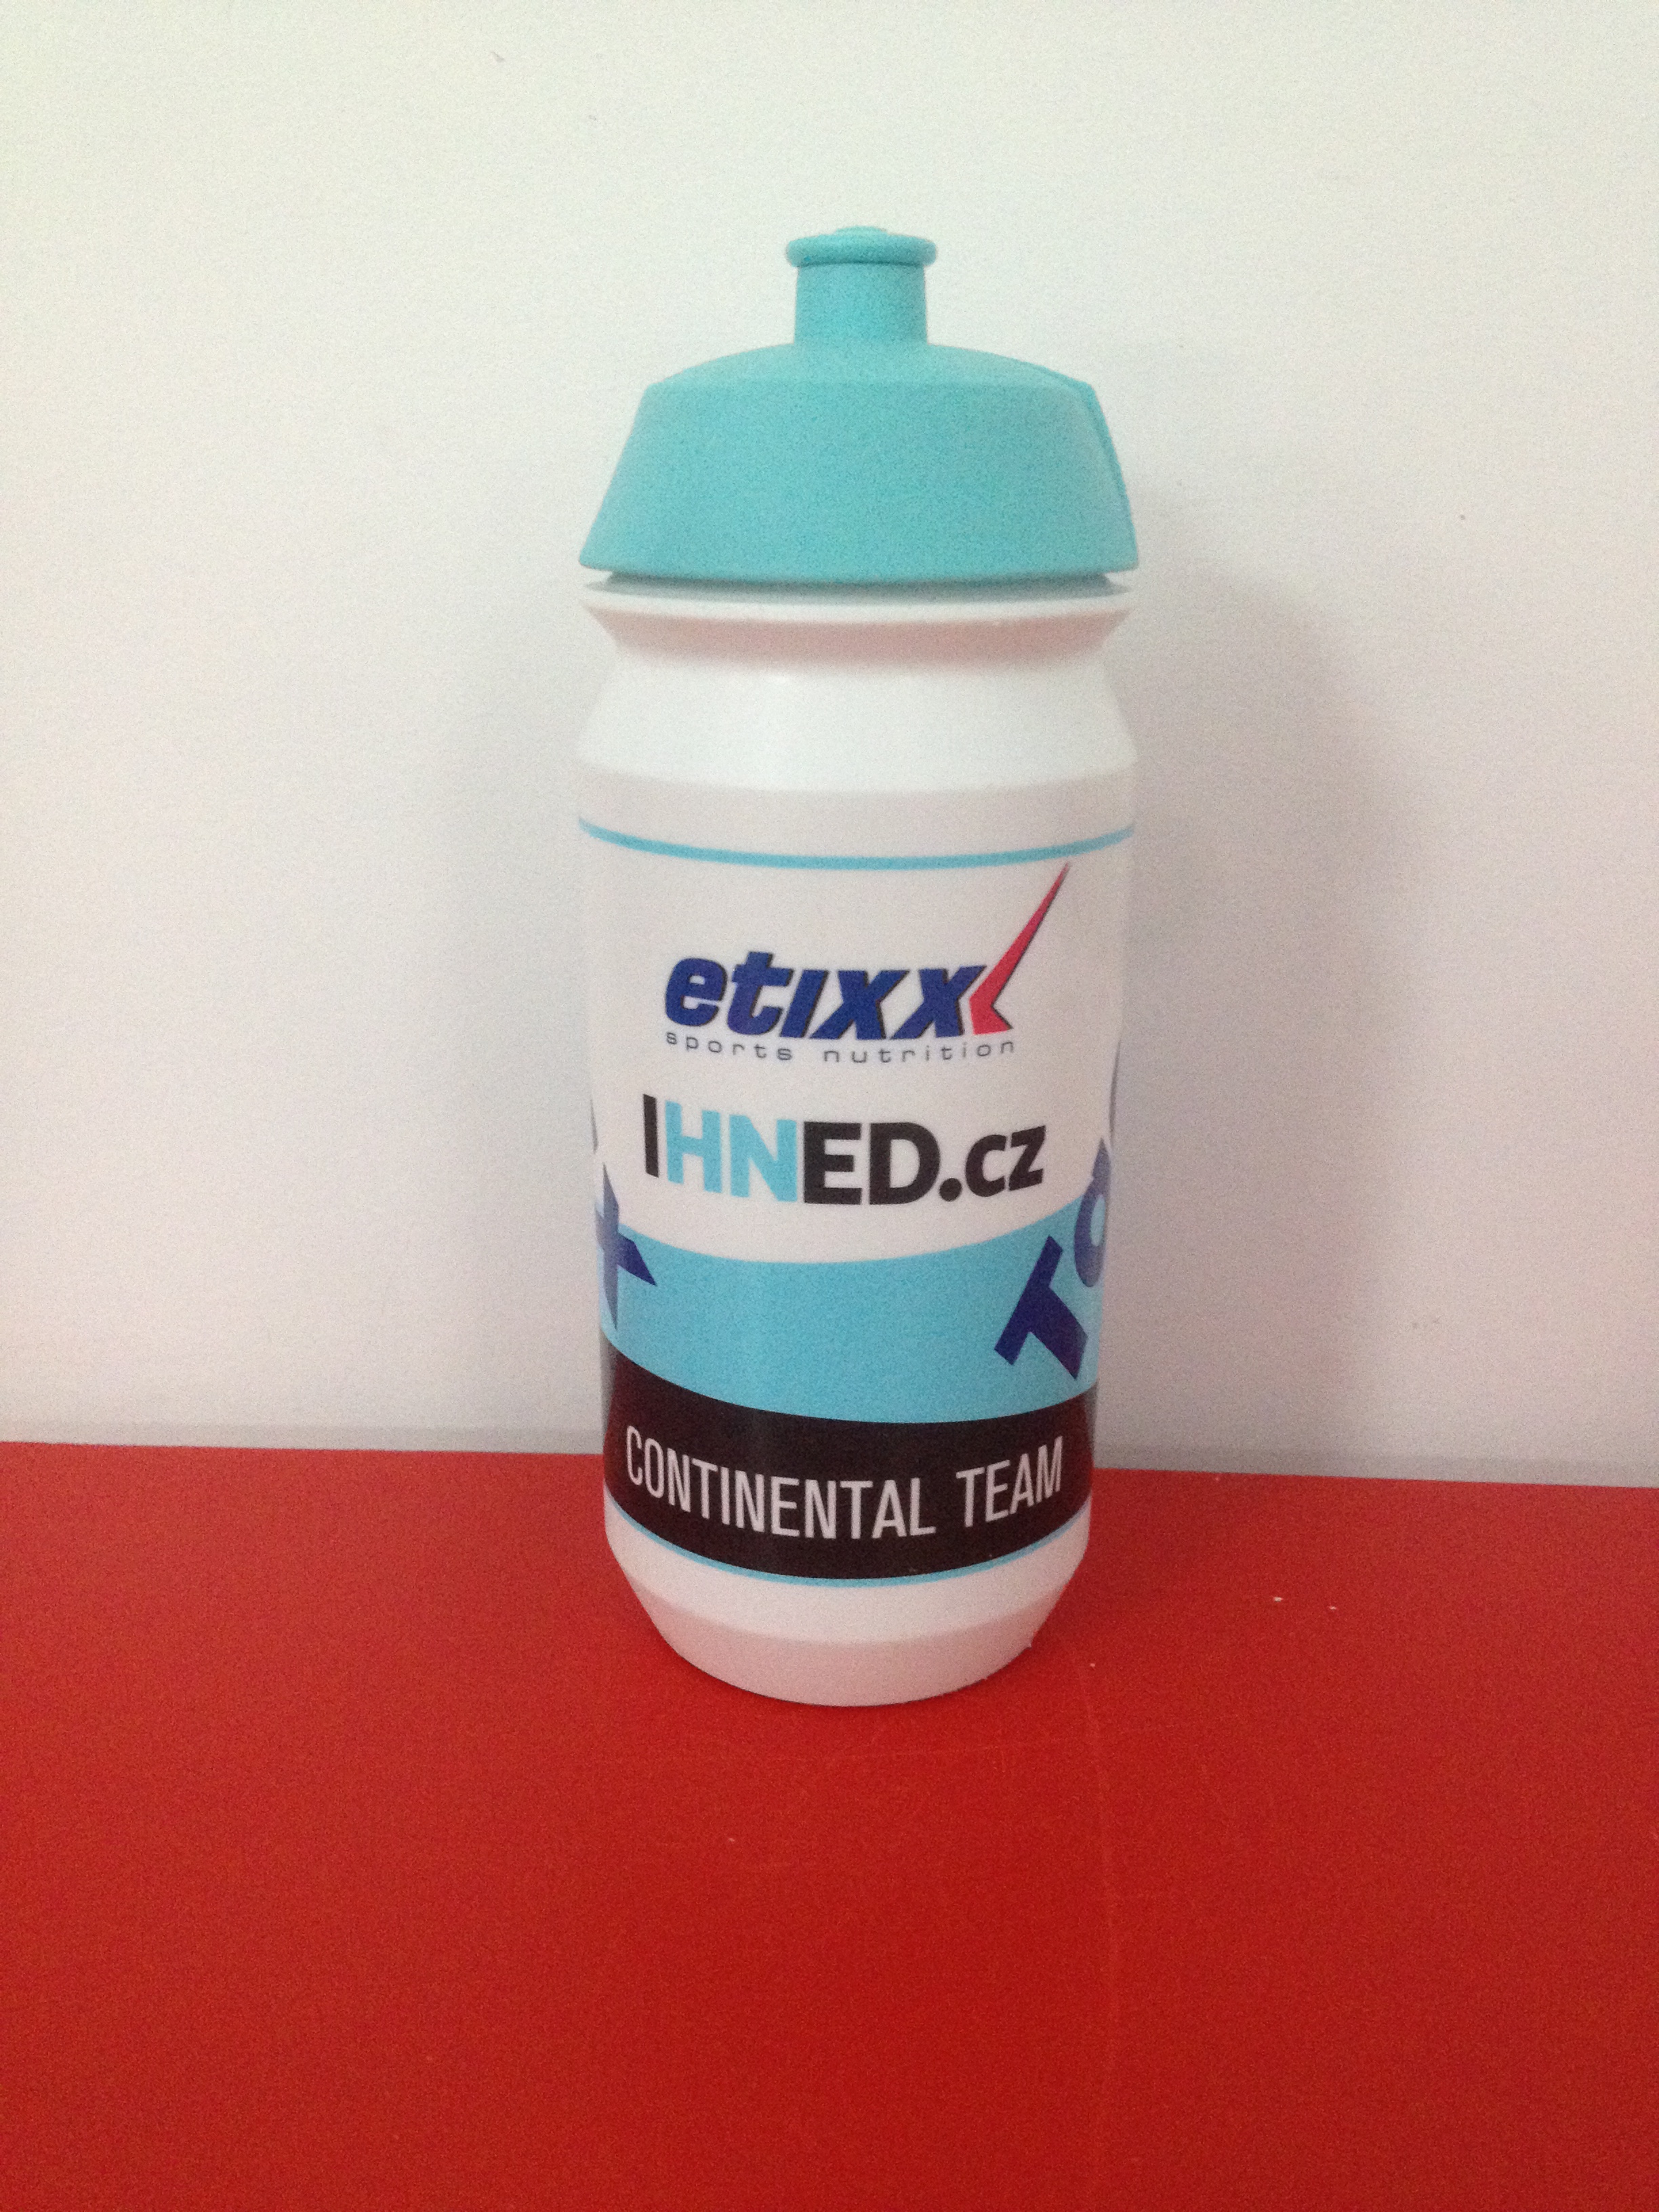 etixx
sports nutrition
IHNED.cz
CONTINENTAL TEAM